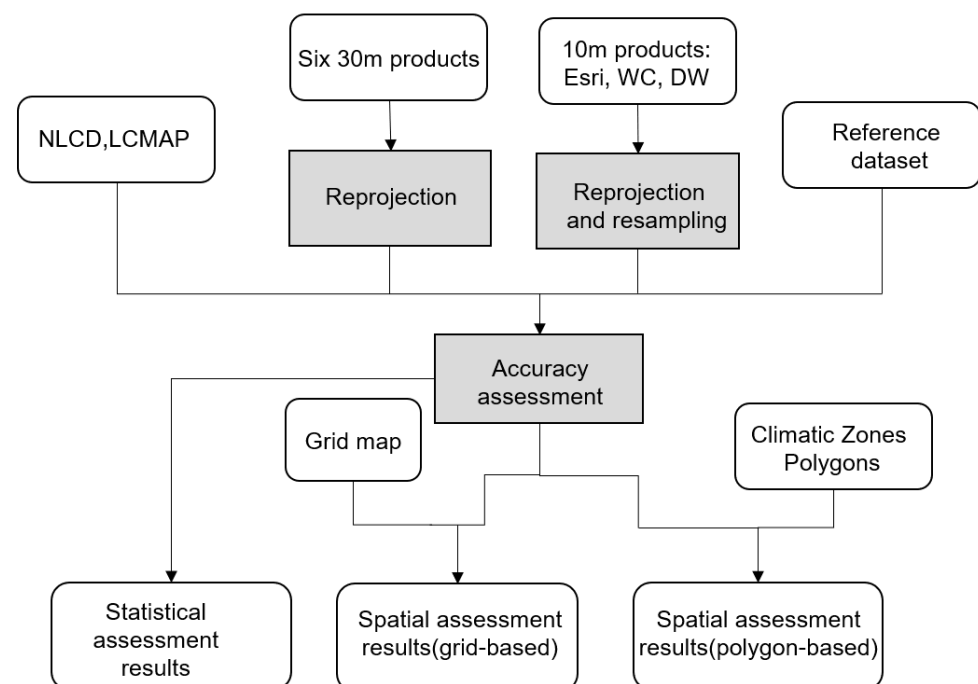 Six 30m products
10m products:
Esri, WC, DW
NLCD,LCMAP
Reference
dataset
Reprojection
Reprojection
and resampling
Accuracy
assessment
Grid map
Climatic Zones
Polygons
Statistical
assessment
results
Spatial assessment
results(grid-based)
Spatial assessment
results(polygon-based)